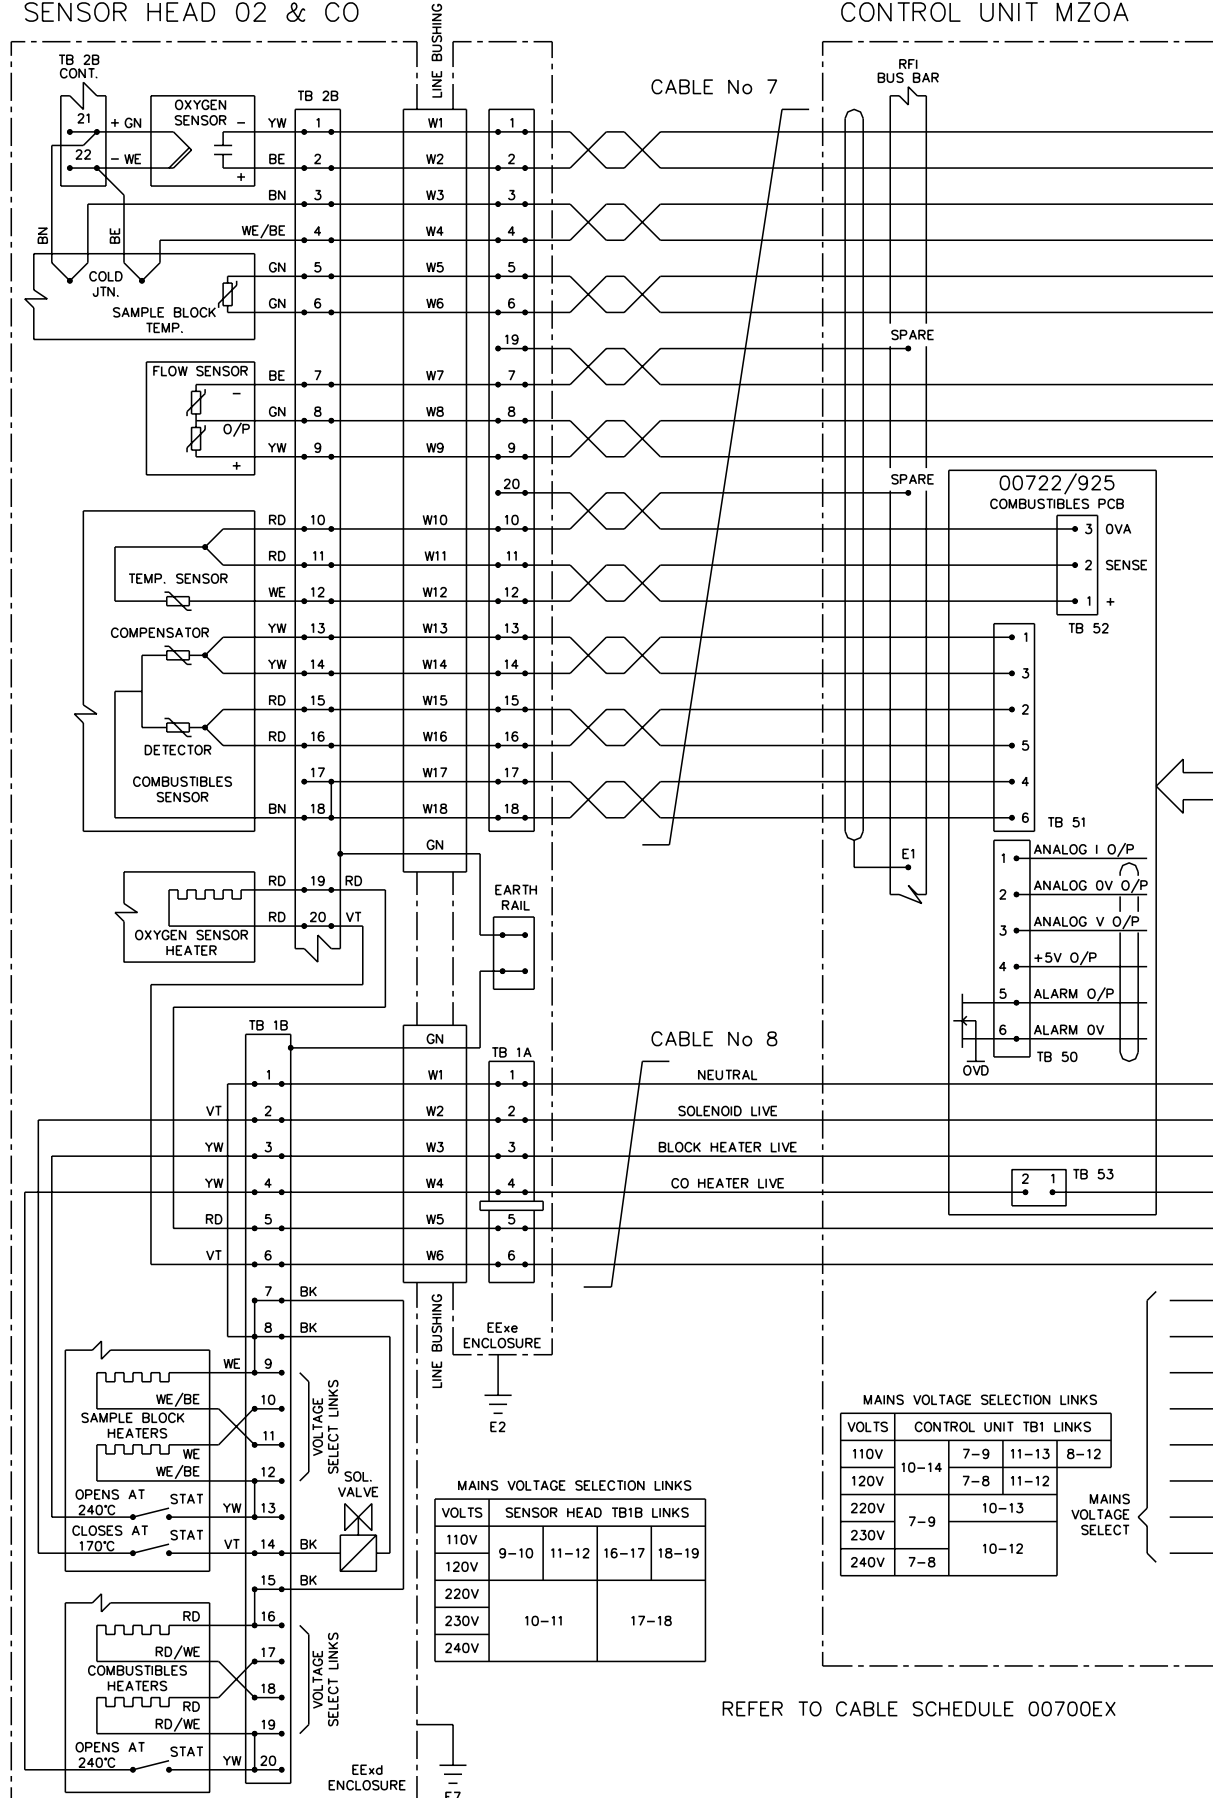 SENSOR HEAD O2 & CO
LINE BUSHING
CONTROL UNIT MZOA
TB 2B
CONT.
21
22
+ GN
- WE
OXYGEN
SENSOR
-
+
TB 2B
CABLE No 7
RFI
BUS BAR
YW 1 W1 1
BE 2 W2 2
BN 3 W3 3
WE/BE 4 W4 4
BN
BE
COLD
JTN.
SAMPLE BLOCK
TEMP.
GN 5 W5 5
GN 6 W6 6
19 SPARE
FLOW SENSOR
-
O/P
+
BE 7 W7 7
GN 8 W8 8
YW 9 W9 9
20 SPARE
00722/925
COMBUSTIBLES PCB
RD 10 W10 10 3 OVA
RD 11 W11 11 2 SENSE
TEMP. SENSOR
WE 12 W12 12 1 +
TB 52
COMPENSATOR
YW 13 W13 13 1
YW 14 W14 14 3
RD 15 W15 15 2
RD 16 W16 16 5
DETECTOR
COMBUSTIBLES
SENSOR
17 W17 17 4
BN 18 W18 18 6
TB 51
GN
E1
1 ANALOG I O/P
2 ANALOG OV O/P
3 ANALOG V O/P
4 +5V O/P
5 ALARM O/P
6 ALARM OV
TB 50
OVD
RD 19 RD
RD 20 VT
OXYGEN SENSOR
HEATER
EARTH
RAIL
TB 1B
GN
TB 1A
CABLE No 8
1 W1 1 NEUTRAL
VT 2 W2 2 SOLENOID LIVE
YW 3 W3 3 BLOCK HEATER LIVE
YW 4 W4 4 CO HEATER LIVE
2 1 TB 53
RD 5 W5 5
VT 6 W6 6
7 BK
8 BK
LINE BUSHING
EExe
ENCLOSURE
E2
WE 9
WE/BE 10
SAMPLE BLOCK
HEATERS
11
WE
WE/BE 12
VOLTAGE
SELECT LINKS
OPENS AT
240°C
STAT
YW 13
CLOSES AT
170°C
STAT
VT 14 BK
SOL.
VALVE
15 BK
RD 16
RD/WE 17
COMBUSTIBLES
HEATERS
18
RD
RD/WE 19
VOLTAGE
SELECT LINKS
OPENS AT
240°C
STAT
YW 20
EExd
ENCLOSURE
E7
MAINS VOLTAGE SELECTION LINKS
VOLTS SENSOR HEAD TB1B LINKS
110V
120V
9-10 11-12 16-17 18-19
220V
230V
240V
10-11 17-18
MAINS VOLTAGE SELECTION LINKS
VOLTS CONTROL UNIT TB1 LINKS
110V 10-14 7-9 11-13 8-12
120V 7-8 11-12
220V 7-9 10-13
230V 10-12
240V 7-8
MAINS
VOLTAGE
SELECT
REFER TO CABLE SCHEDULE 00700EX